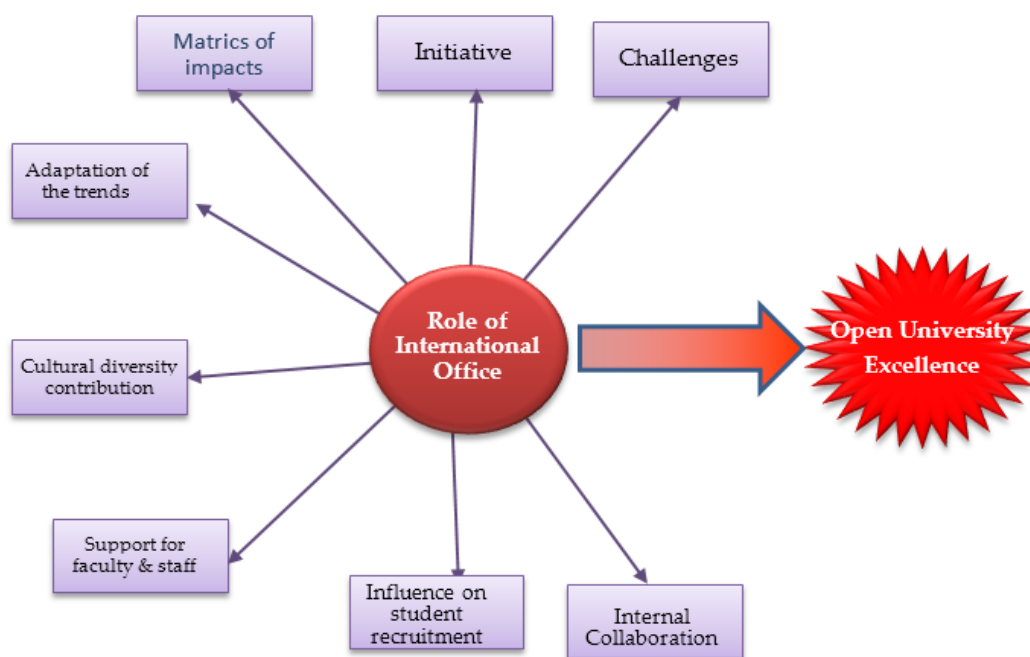 Matrics of
impacts
Initiative
Challenges
Adaptation of
the trends
Role of
International
Office
Open University
Excellence
Cultural diversity
contribution
Support for
faculty & staff
Influence on
student
recruitment
Internal
Collaboration